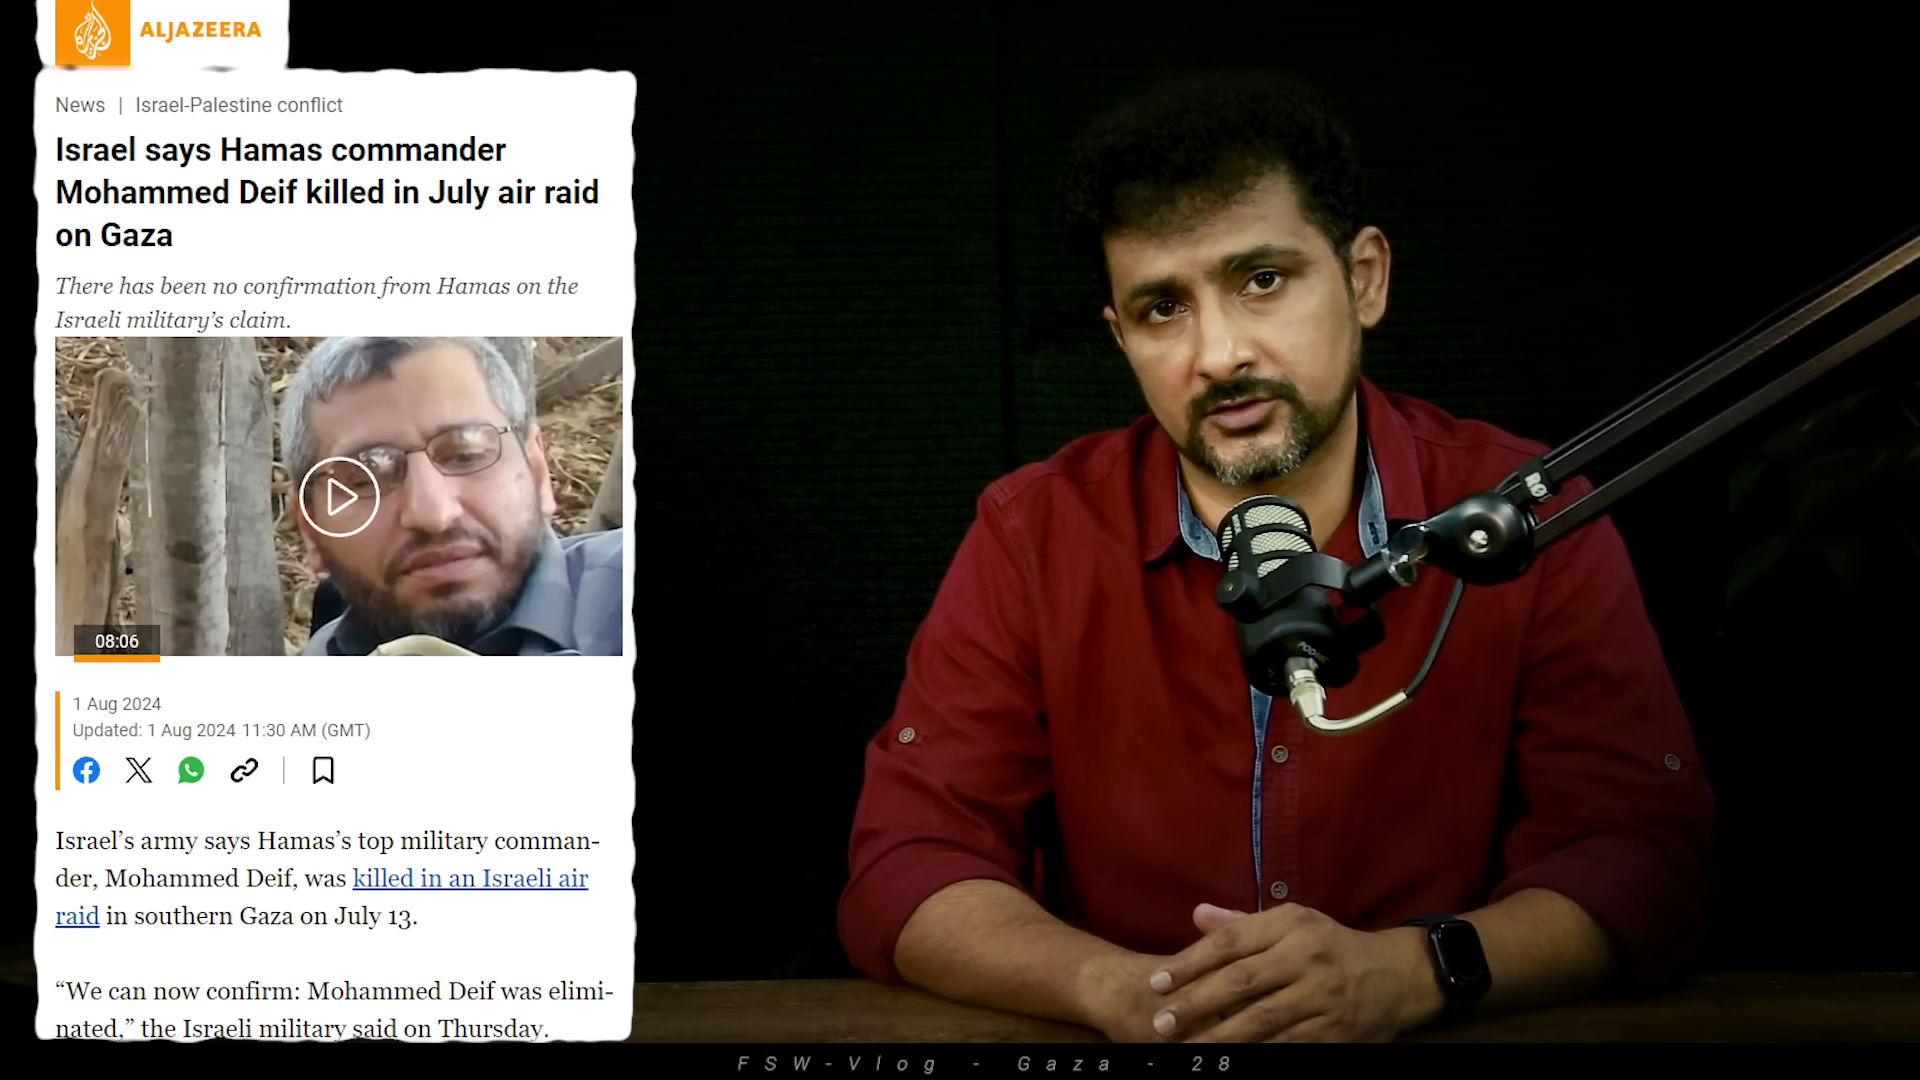 ALJAZEERA
News | Israel-Palestine conflict
Israel says Hamas commander
Mohammed Deif killed in July air raid
on Gaza
There has been no confirmation from Hamas on the
Israeli military’s claim.
08:06
1 Aug 2024
Updated: 1 Aug 2024 11:30 AM (GMT)
Israel’s army says Hamas’s top military comman-
der, Mohammed Deif, was killed in an Israeli air
raid in southern Gaza on July 13.
“We can now confirm: Mohammed Deif was elimi-
nated,” the Israeli military said on Thursday.
FSW-Vlog - Gaza - 28